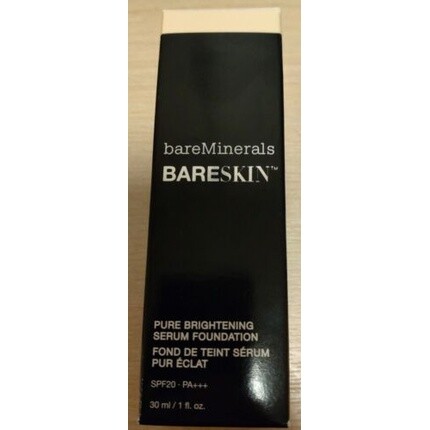 bareMinerals
BARESKIN™
PURE BRIGHTENING
SERUM FOUNDATION
FOND DE TEINT SÉRUM
PUR ÉCLAT
SPF20 · PA+++
30 ml / 1 fl. oz.